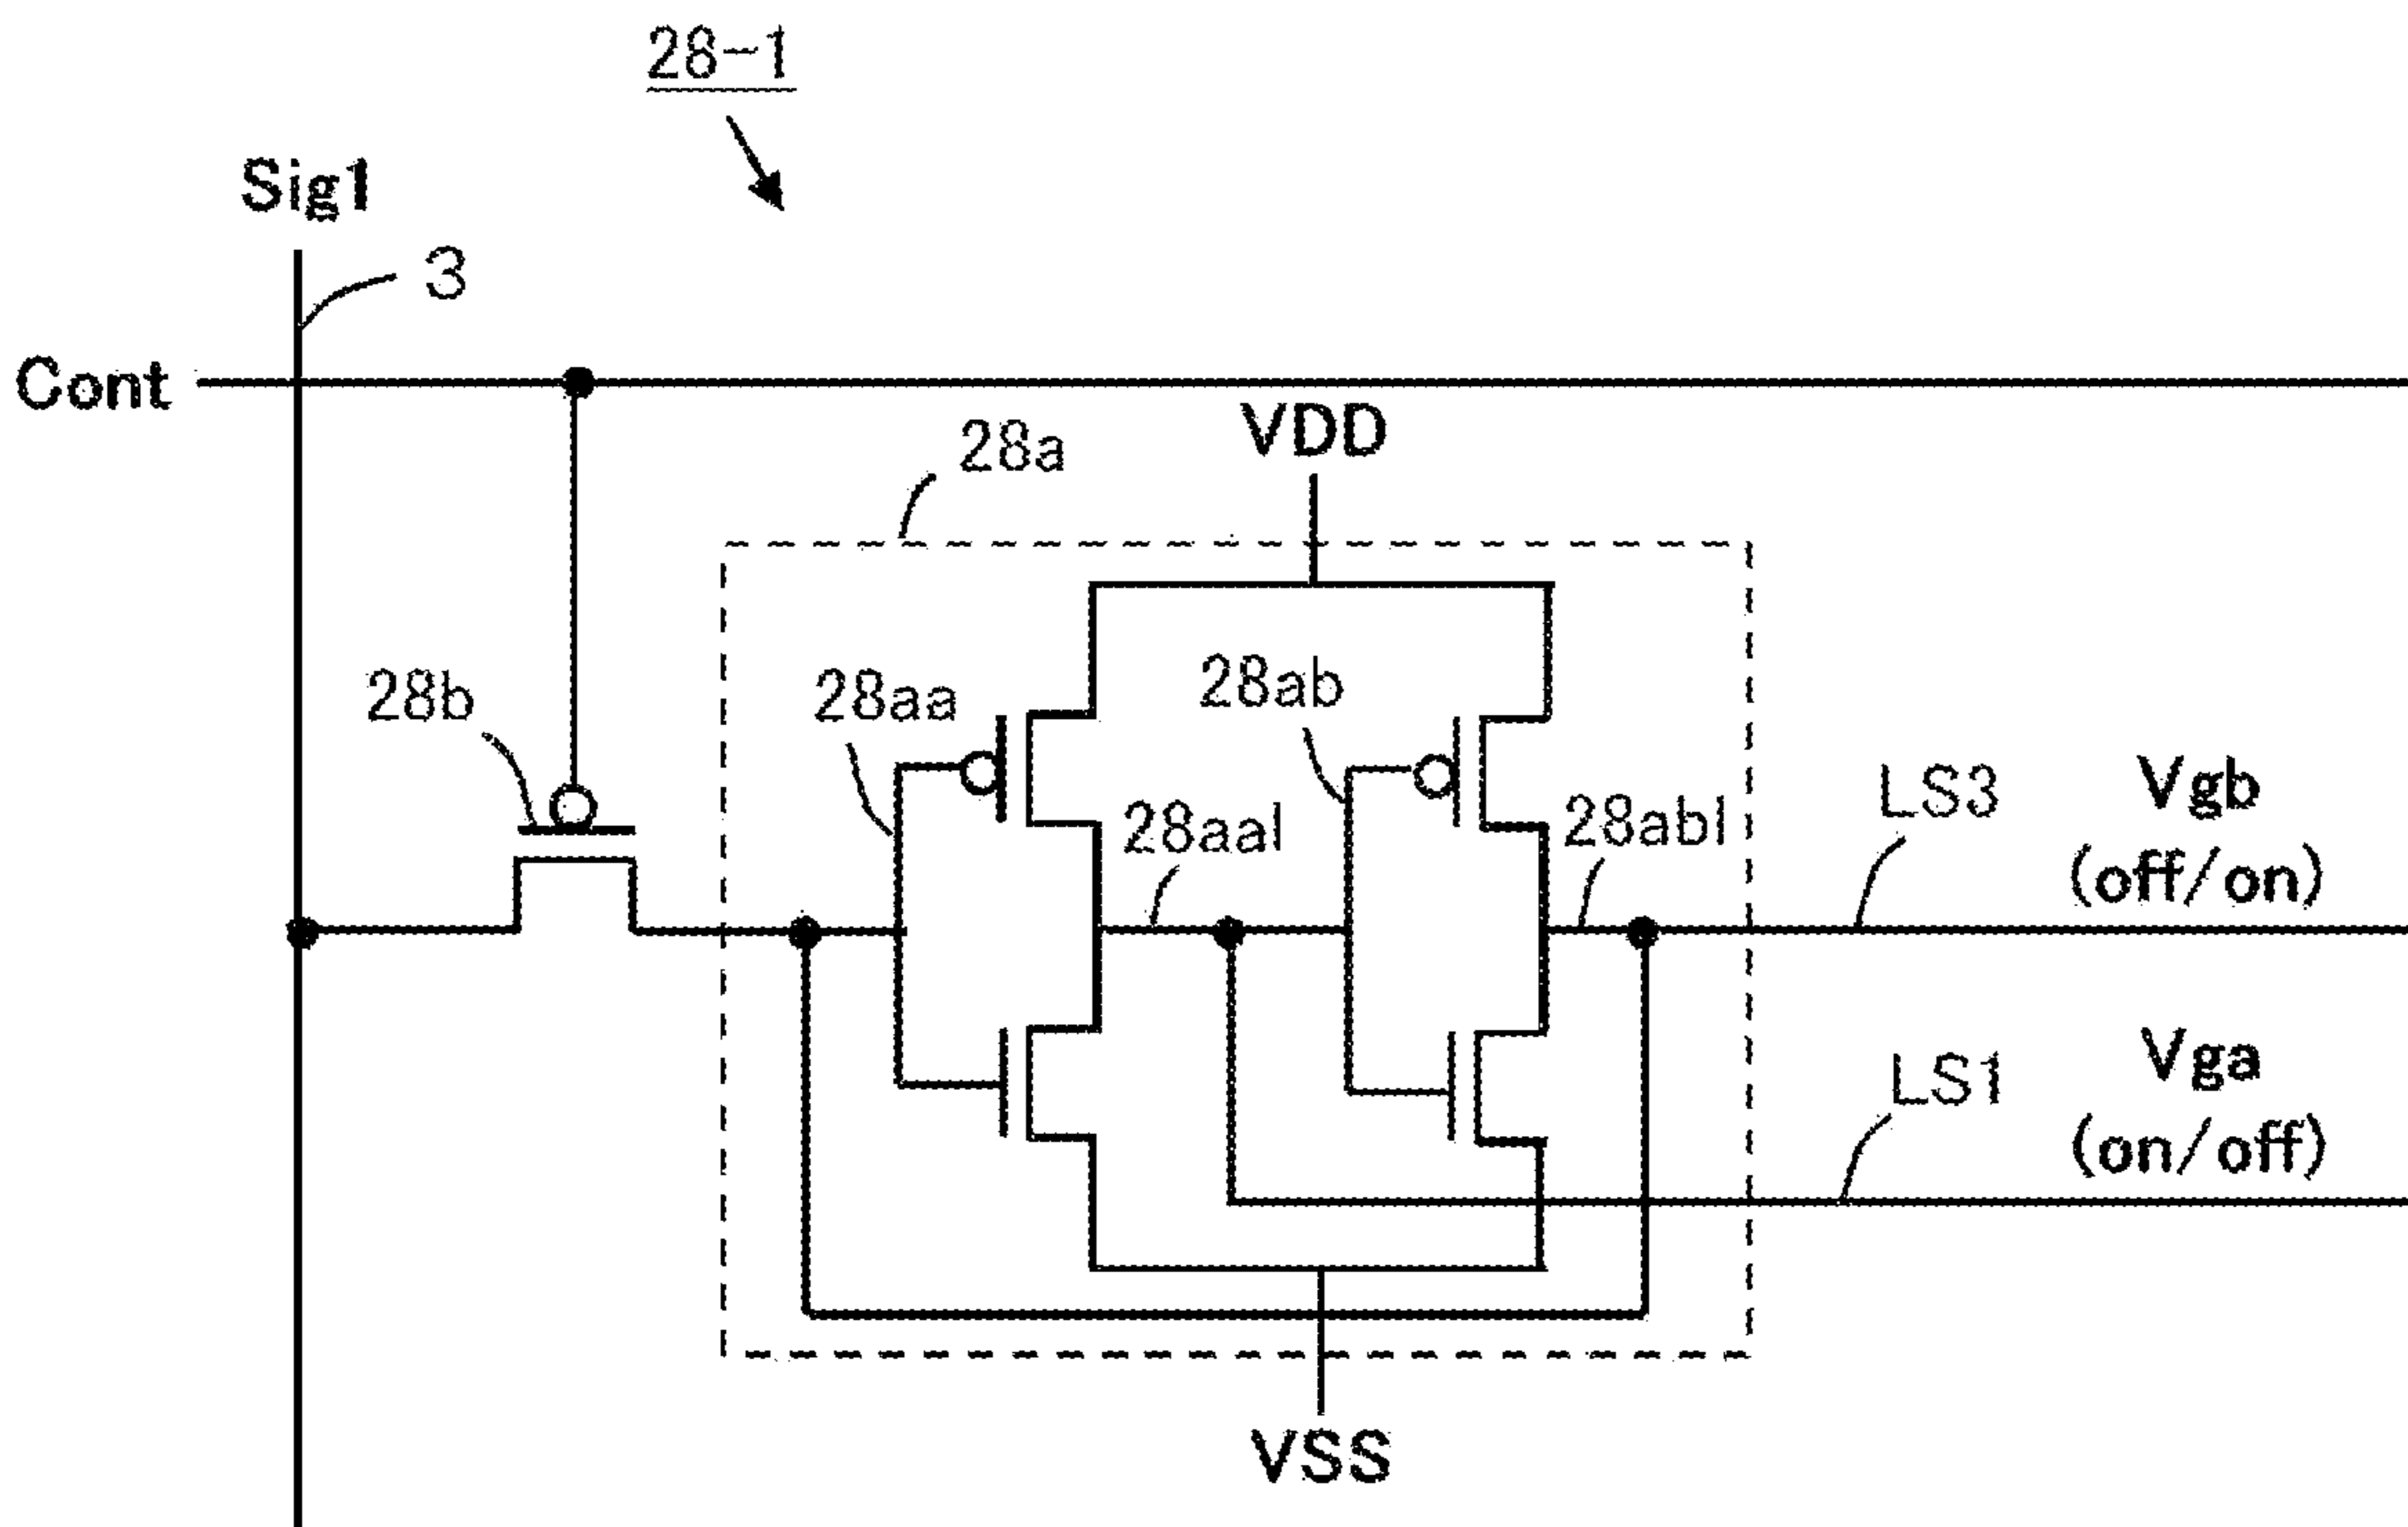 28-1
Sig1
3
Cont
VDD
28a
28b
28aa
28ab
28aal
28abl
LS3
Vgb
(off/on)
LS1
Vga
(on/off)
VSS